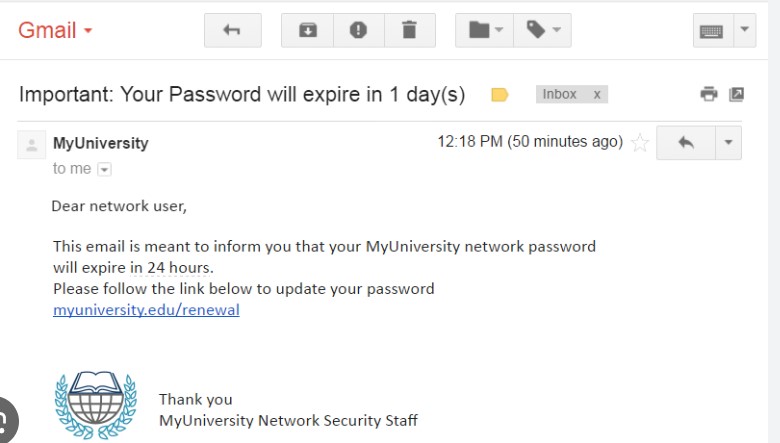 Gmail
Important: Your Password will expire in 1 day(s) Inbox x
MyUniversity 12:18 PM (50 minutes ago)
to me
Dear network user,
This email is meant to inform you that your MyUniversity network password
will expire in 24 hours.
Please follow the link below to update your password
myuniversity.edu/renewal
Thank you
MyUniversity Network Security Staff